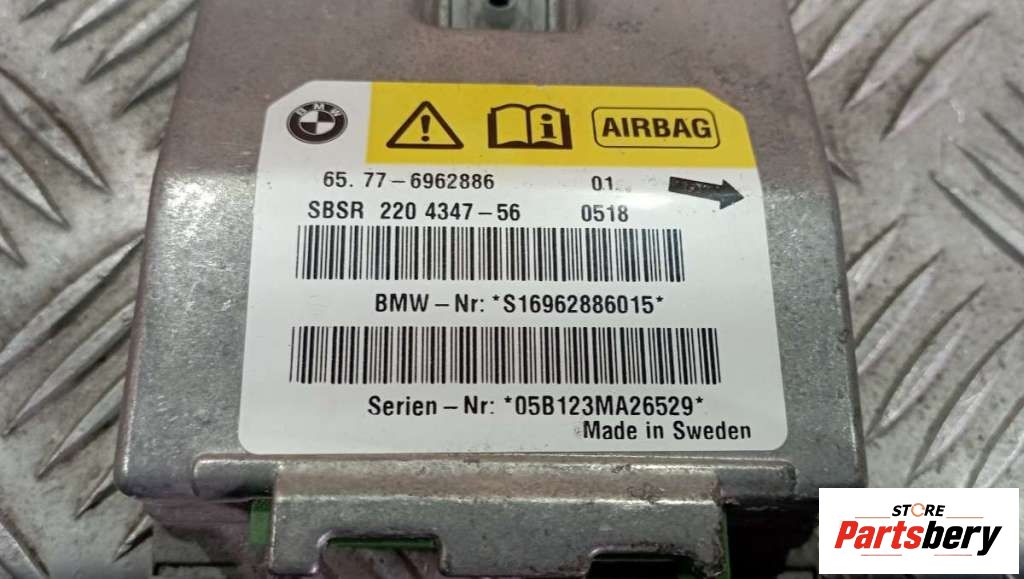 BMW
AIRBAG
65. 77-6962886 01
SBSR 220 4347-56 0518
BMW-Nr: *S16962886015*
Serien-Nr: *05B123MA26529*
Made in Sweden
STORE
Partsbery